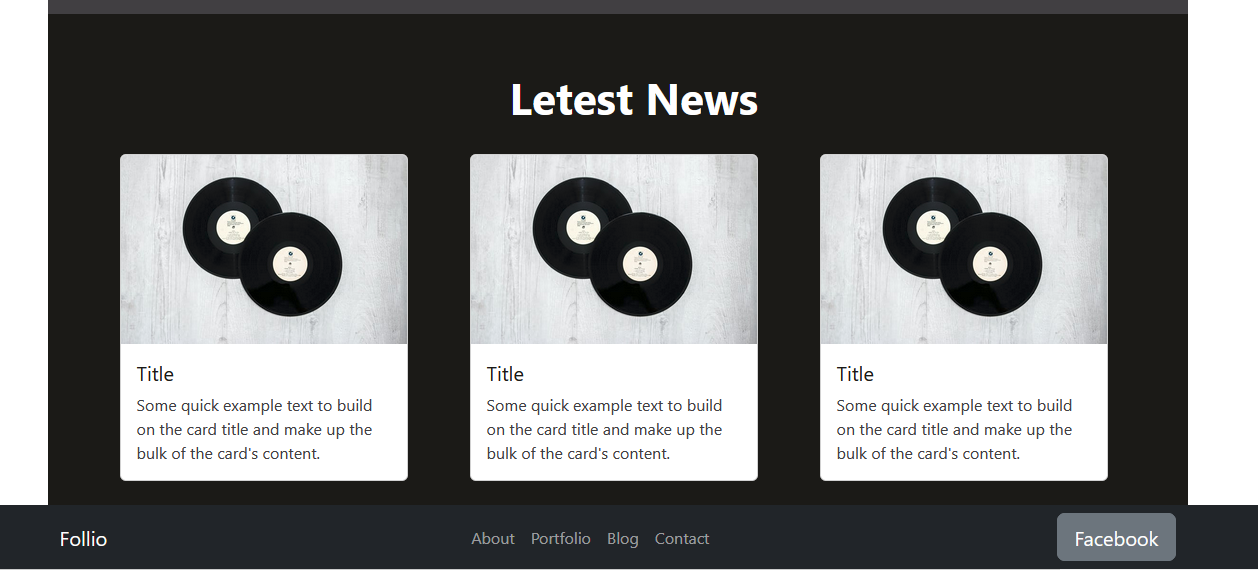 Letest News
Title
Some quick example text to build
on the card title and make up the
bulk of the card's content.
Title
Some quick example text to build
on the card title and make up the
bulk of the card's content.
Title
Some quick example text to build
on the card title and make up the
bulk of the card's content.
Follio About Portfolio Blog Contact Facebook